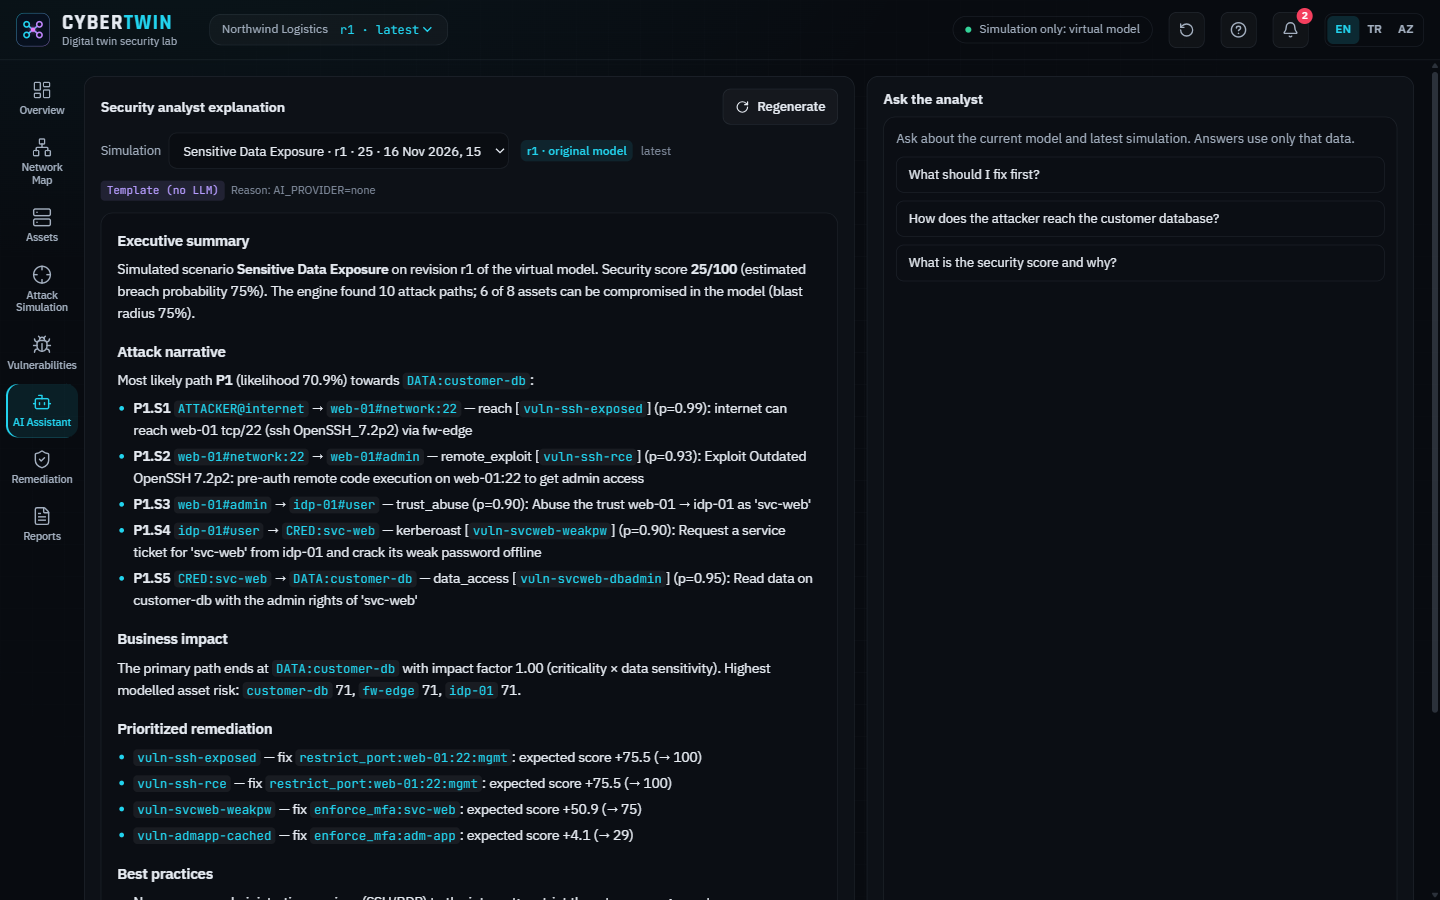 CYBERTWIN
Digital twin security lab
Northwind Logistics r1 · latest
Simulation only: virtual model
2
EN TR AZ
Overview
Network
Map
Assets
Attack
Simulation
Vulnerabilities
AI Assistant
Remediation
Reports
Security analyst explanation
Regenerate
Simulation Sensitive Data Exposure · r1 · 25 · 16 Nov 2026, 15 r1 · original model latest
Template (no LLM) Reason: AI_PROVIDER=none
Executive summary
Simulated scenario Sensitive Data Exposure on revision r1 of the virtual model. Security score 25/100 (estimated
breach probability 75%). The engine found 10 attack paths; 6 of 8 assets can be compromised in the model (blast
radius 75%).
Attack narrative
Most likely path P1 (likelihood 70.9%) towards DATA:customer-db :
• P1.S1 ATTACKER@internet → web-01#network:22 — reach [ vuln-ssh-exposed ] (p=0.99): internet can
reach web-01 tcp/22 (ssh OpenSSH_7.2p2) via fw-edge
• P1.S2 web-01#network:22 → web-01#admin — remote_exploit [ vuln-ssh-rce ] (p=0.93): Exploit Outdated
OpenSSH 7.2p2: pre-auth remote code execution on web-01:22 to get admin access
• P1.S3 web-01#admin → idp-01#user — trust_abuse (p=0.90): Abuse the trust web-01 → idp-01 as 'svc-web'
• P1.S4 idp-01#user → CRED:svc-web — kerberoast [ vuln-svcweb-weakpw ] (p=0.90): Request a service
ticket for 'svc-web' from idp-01 and crack its weak password offline
• P1.S5 CRED:svc-web → DATA:customer-db — data_access [ vuln-svcweb-dbadmin ] (p=0.95): Read data on
customer-db with the admin rights of 'svc-web'
Business impact
The primary path ends at DATA:customer-db with impact factor 1.00 (criticality × data sensitivity). Highest
modelled asset risk: customer-db 71, fw-edge 71, idp-01 71.
Prioritized remediation
• vuln-ssh-exposed — fix restrict_port:web-01:22:mgmt : expected score +75.5 (→ 100)
• vuln-ssh-rce — fix restrict_port:web-01:22:mgmt : expected score +75.5 (→ 100)
• vuln-svcweb-weakpw — fix enforce_mfa:svc-web : expected score +50.9 (→ 75)
• vuln-admapp-cached — fix enforce_mfa:adm-app : expected score +4.1 (→ 29)
Best practices
Ask the analyst
Ask about the current model and latest simulation. Answers use only that data.
What should I fix first?
How does the attacker reach the customer database?
What is the security score and why?